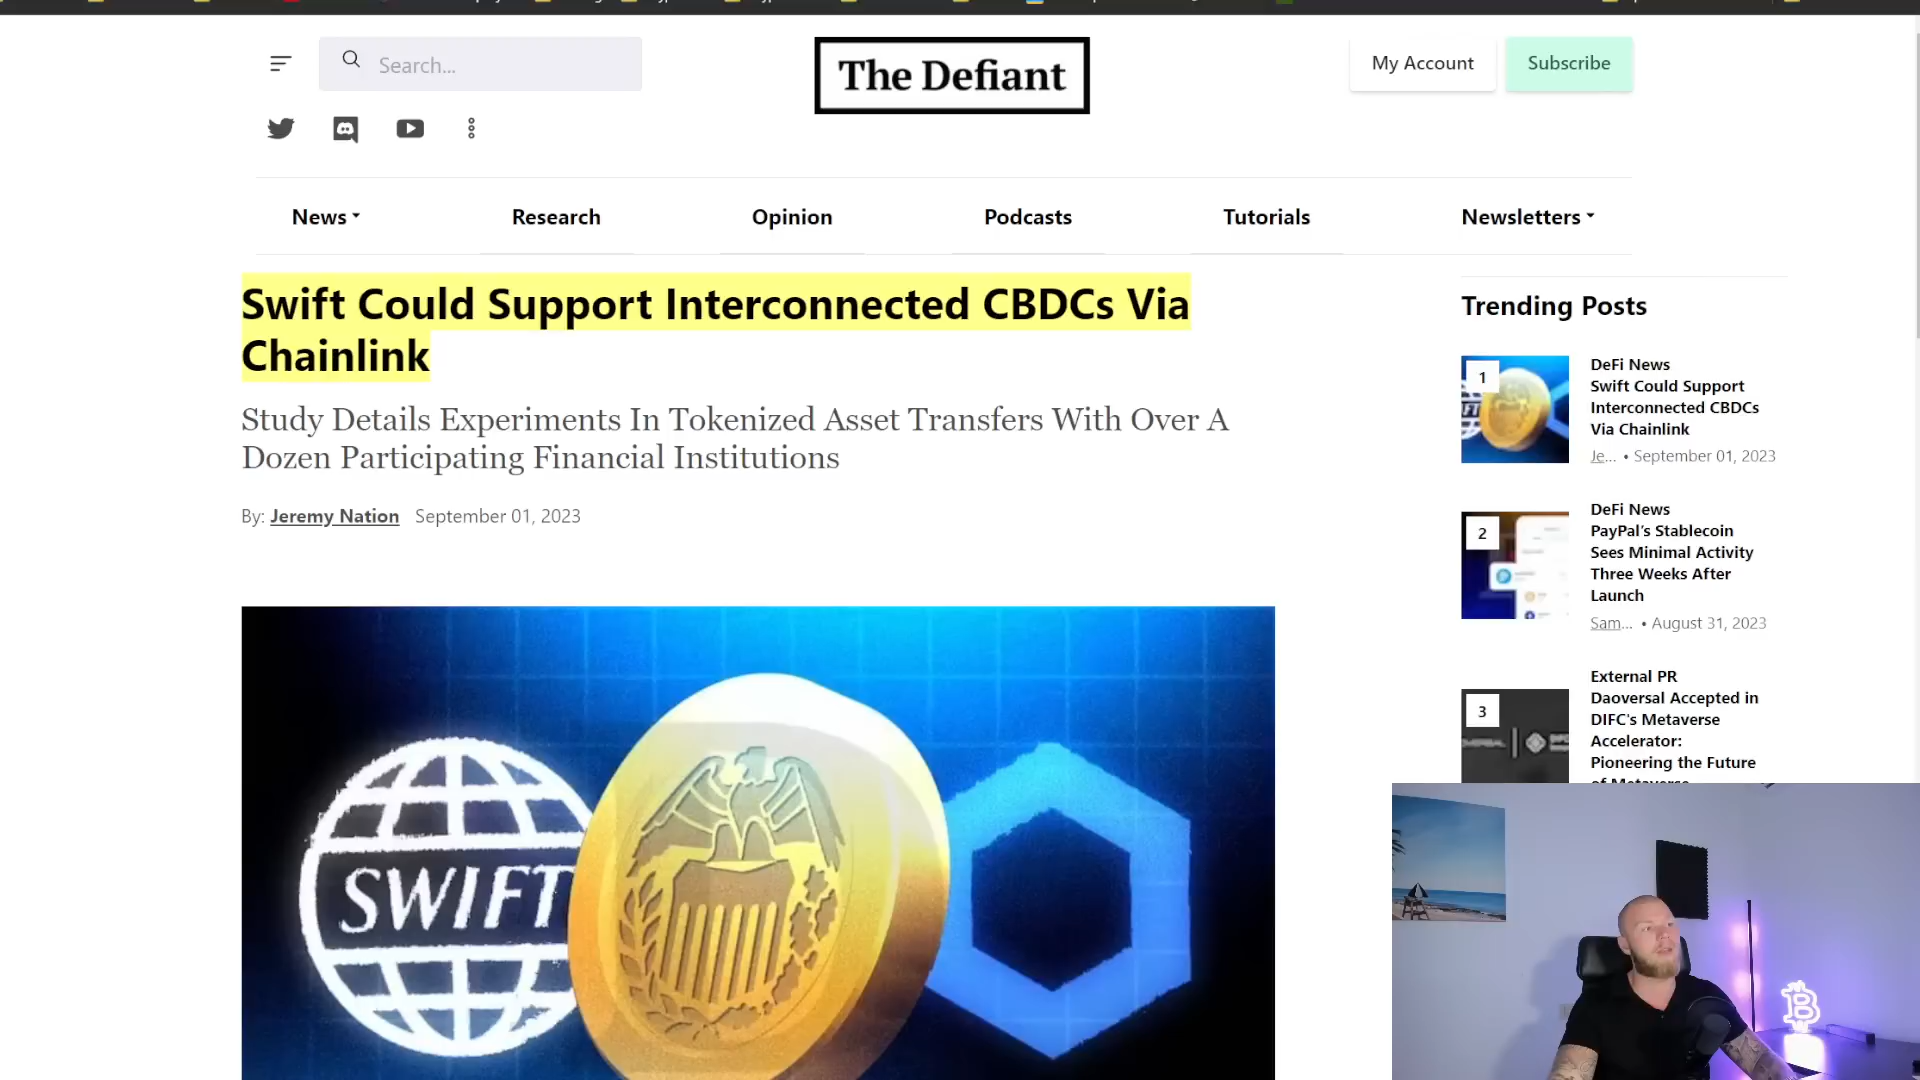 Search...
The Defiant
My Account
Subscribe
News
Research
Opinion
Podcasts
Tutorials
Newsletters
Swift Could Support Interconnected CBDCs Via
Chainlink
Study Details Experiments In Tokenized Asset Transfers With Over A
Dozen Participating Financial Institutions
By: Jeremy Nation September 01, 2023
SWIFT
Trending Posts
1
DeFi News
Swift Could Support
Interconnected CBDCs
Via Chainlink
Je... • September 01, 2023
2
DeFi News
PayPal’s Stablecoin
Sees Minimal Activity
Three Weeks After
Launch
Sam... • August 31, 2023
3
External PR
Daoversal Accepted in
DIFC's Metaverse
Accelerator:
Pioneering the Future
of Metaverse